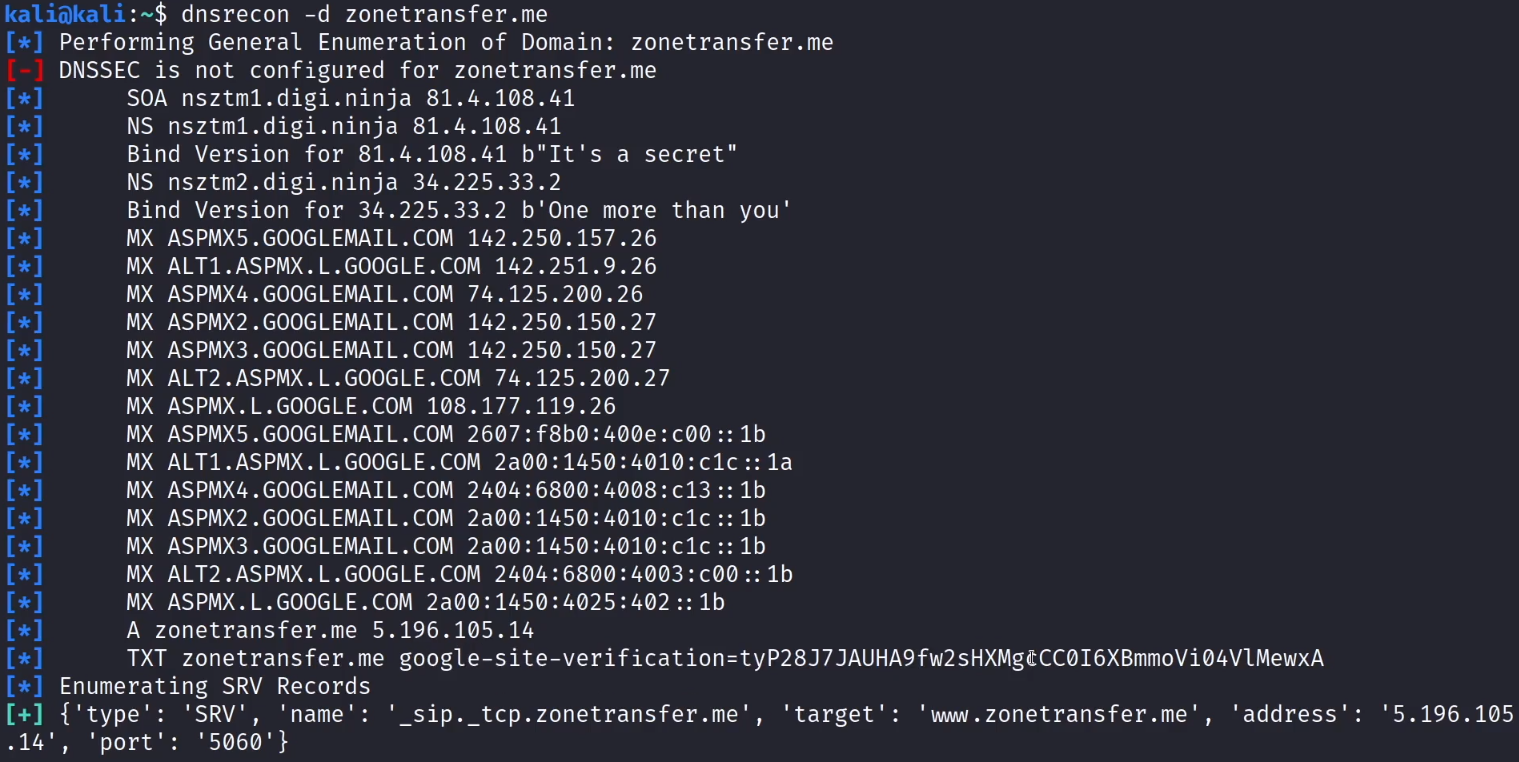 kali@kali:~$ dnsrecon -d zonetransfer.me
[*] Performing General Enumeration of Domain: zonetransfer.me
[-] DNSSEC is not configured for zonetransfer.me
[*] SOA nsztm1.digi.ninja 81.4.108.41
[*] NS nsztm1.digi.ninja 81.4.108.41
[*] Bind Version for 81.4.108.41 b"It's a secret"
[*] NS nsztm2.digi.ninja 34.225.33.2
[*] Bind Version for 34.225.33.2 b'One more than you'
[*] MX ASPMX5.GOOGLEMAIL.COM 142.250.157.26
[*] MX ALT1.ASPMX.L.GOOGLE.COM 142.251.9.26
[*] MX ASPMX4.GOOGLEMAIL.COM 74.125.200.26
[*] MX ASPMX2.GOOGLEMAIL.COM 142.250.150.27
[*] MX ASPMX3.GOOGLEMAIL.COM 142.250.150.27
[*] MX ALT2.ASPMX.L.GOOGLE.COM 74.125.200.27
[*] MX ASPMX.L.GOOGLE.COM 108.177.119.26
[*] MX ASPMX5.GOOGLEMAIL.COM 2607:f8b0:400e:c00::1b
[*] MX ALT1.ASPMX.L.GOOGLE.COM 2a00:1450:4010:c1c::1a
[*] MX ASPMX4.GOOGLEMAIL.COM 2404:6800:4008:c13::1b
[*] MX ASPMX2.GOOGLEMAIL.COM 2a00:1450:4010:c1c::1b
[*] MX ASPMX3.GOOGLEMAIL.COM 2a00:1450:4010:c1c::1b
[*] MX ALT2.ASPMX.L.GOOGLE.COM 2404:6800:4003:c00::1b
[*] MX ASPMX.L.GOOGLE.COM 2a00:1450:4025:402::1b
[*] A zonetransfer.me 5.196.105.14
[*] TXT zonetransfer.me
[*] Enumerating SRV Records
[+] {'type': 'SRV', 'name': '_sip._tcp.zonetransfer.me', 'target': 'www.zonetransfer.me', 'address': '5.196.105
.14', 'port': '5060'}